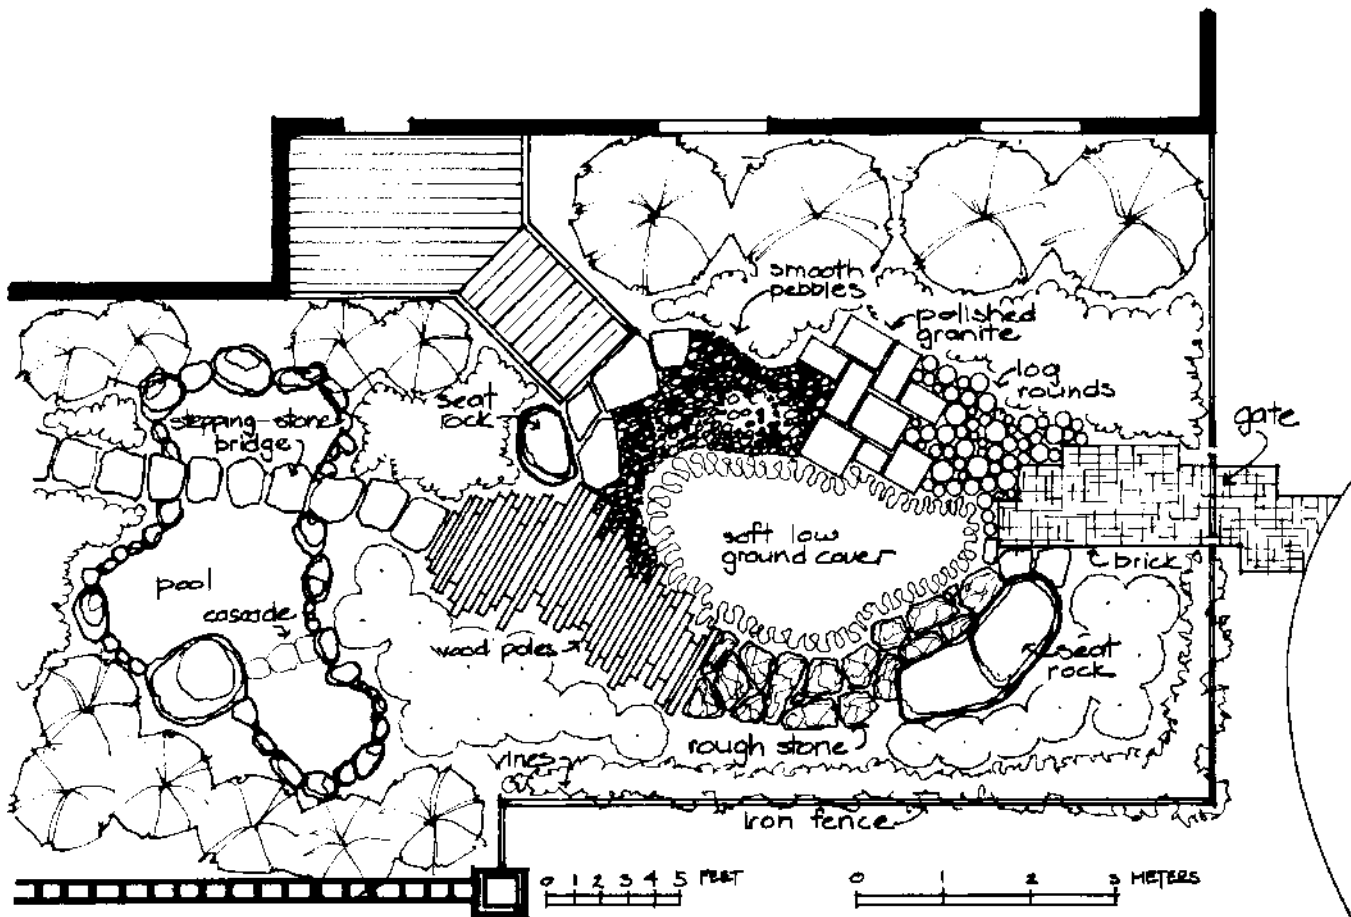 smooth
pebbles
polished
granite
log
rounds
seat
rock
stepping-stone
bridge
gate
soft low
ground cover
brick
pool
cascade
wood poles
seat
rock
rough stone
vines
iron fence
0 1 2 3 4 5 FEET
0 1 2 3 METERS